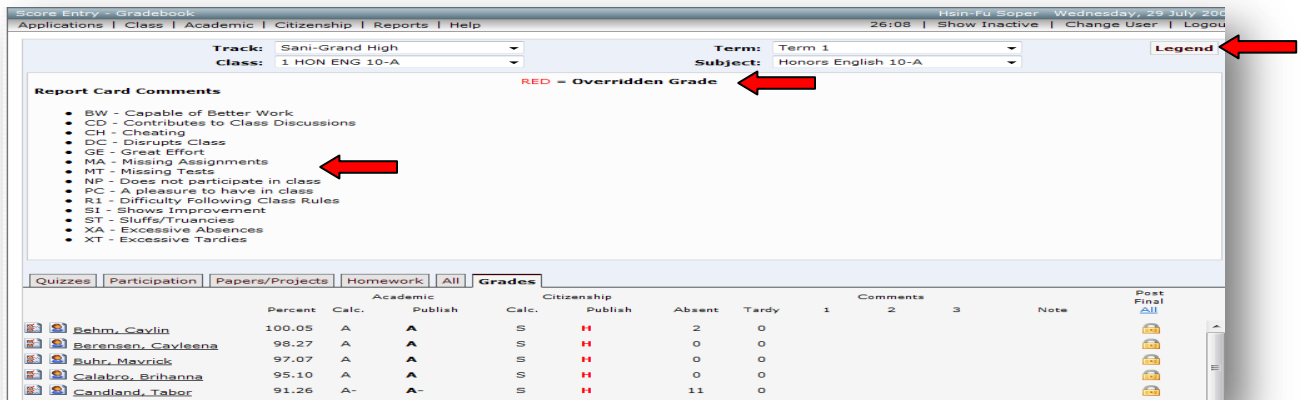 Score Entry - Gradebook Hsin-Fu Soper Wednesday, 29 July 200
Applications | Class | Academic | Citizenship | Reports | Help 26:08 | Show Inactive | Change User | Logou
Track: Sani-Grand High Term: Term 1 Legend
Class: 1 HON ENG 10-A Subject: Honors English 10-A
RED = Overridden Grade
Report Card Comments
• BW - Capable of Better Work
• CD - Contributes to Class Discussions
• CH - Cheating
• DC - Disrupts Class
• GE - Great Effort
• MA - Missing Assignments
• MT - Missing Tests
• NP - Does not participate in class
• PC - A pleasure to have in class
• R1 - Difficulty Following Class Rules
• SI - Shows Improvement
• ST - Sluffs/Truancies
• XA - Excessive Absences
• XT - Excessive Tardies
Quizzes Participation Papers/Projects Homework All Grades
Academic Citizenship Comments Post Final
Percent Calc. Publish Calc. Publish Absent Tardy 1 2 3 Note All
Behm, Caylin 100.05 A A S H 2 0
Berensen, Cayleena 98.27 A A S H 0 0
Buhr, Mavrick 97.07 A A S H 0 0
Calabro, Brihanna 95.10 A A S H 0 0
Candland, Tabor 91.26 A- A- S H 11 0